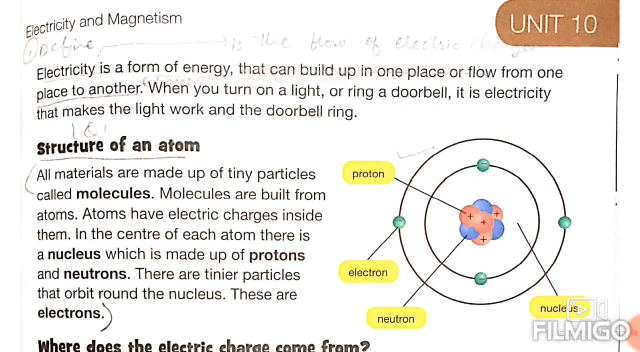 Electricity and Magnetism
UNIT 10
① Define, is the flow of electric charge
Electricity is a form of energy, that can build up in one place or flow from one
place to another. When you turn on a light, or ring a doorbell, it is electricity
that makes the light work and the doorbell ring.
Structure of an atom
All materials are made up of tiny particles
called molecules. Molecules are built from
atoms. Atoms have electric charges inside
them. In the centre of each atom there is
a nucleus which is made up of protons
and neutrons. There are tinier particles
that orbit round the nucleus. These are
electrons.
proton
electron
neutron
nucleus
FILMIGO
Where does the electric charge come from?